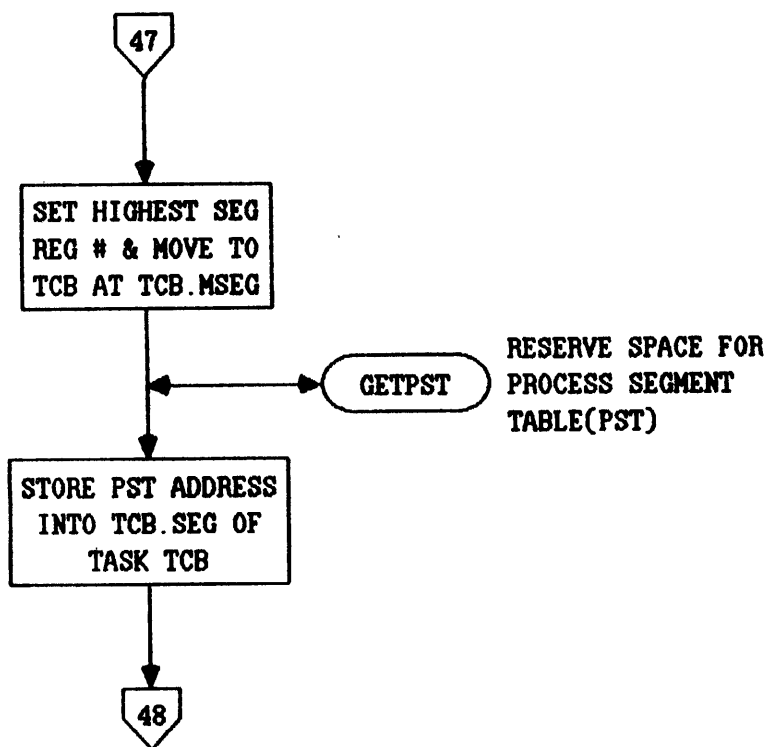 47
SET HIGHEST SEG
REG # & MOVE TO
TCB AT TCB.MSEG
GETPST
RESERVE SPACE FOR
PROCESS SEGMENT
TABLE(PST)
STORE PST ADDRESS
INTO TCB.SEG OF
TASK TCB
48